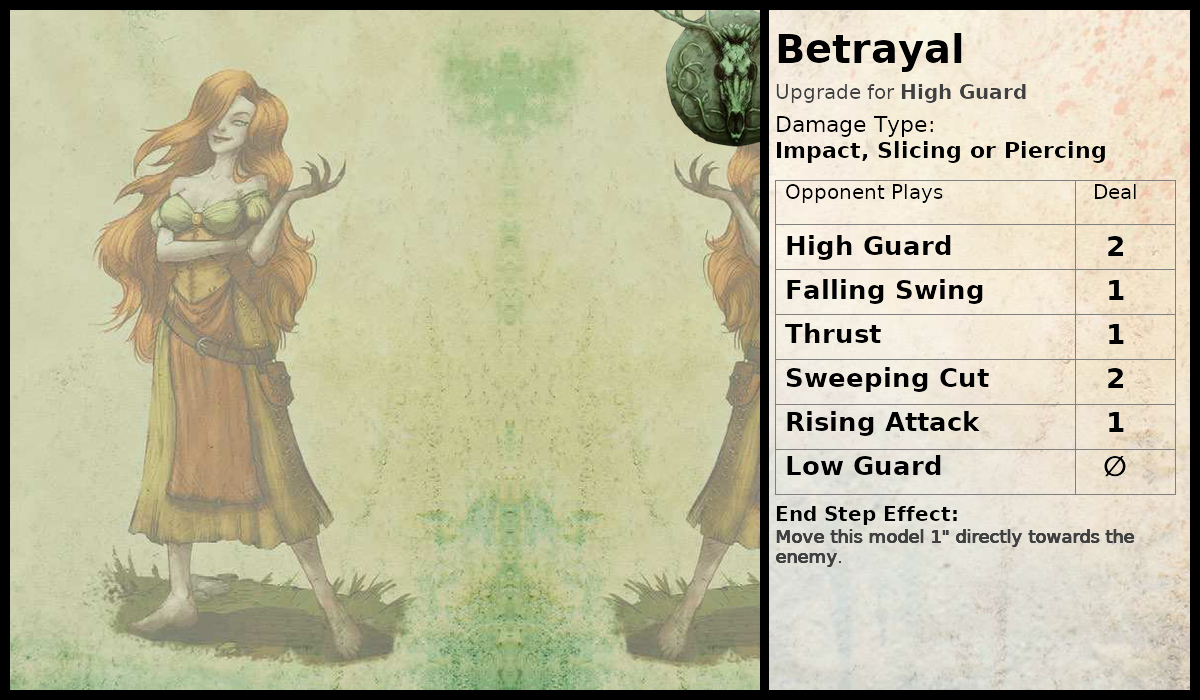 Betrayal
Upgrade for High Guard
Damage Type:
Impact, Slicing or Piercing
Opponent Plays Deal
High Guard 2
Falling Swing 1
Thrust 1
Sweeping Cut 2
Rising Attack 1
Low Guard ∅
End Step Effect:
Move this model 1" directly towards the
enemy.